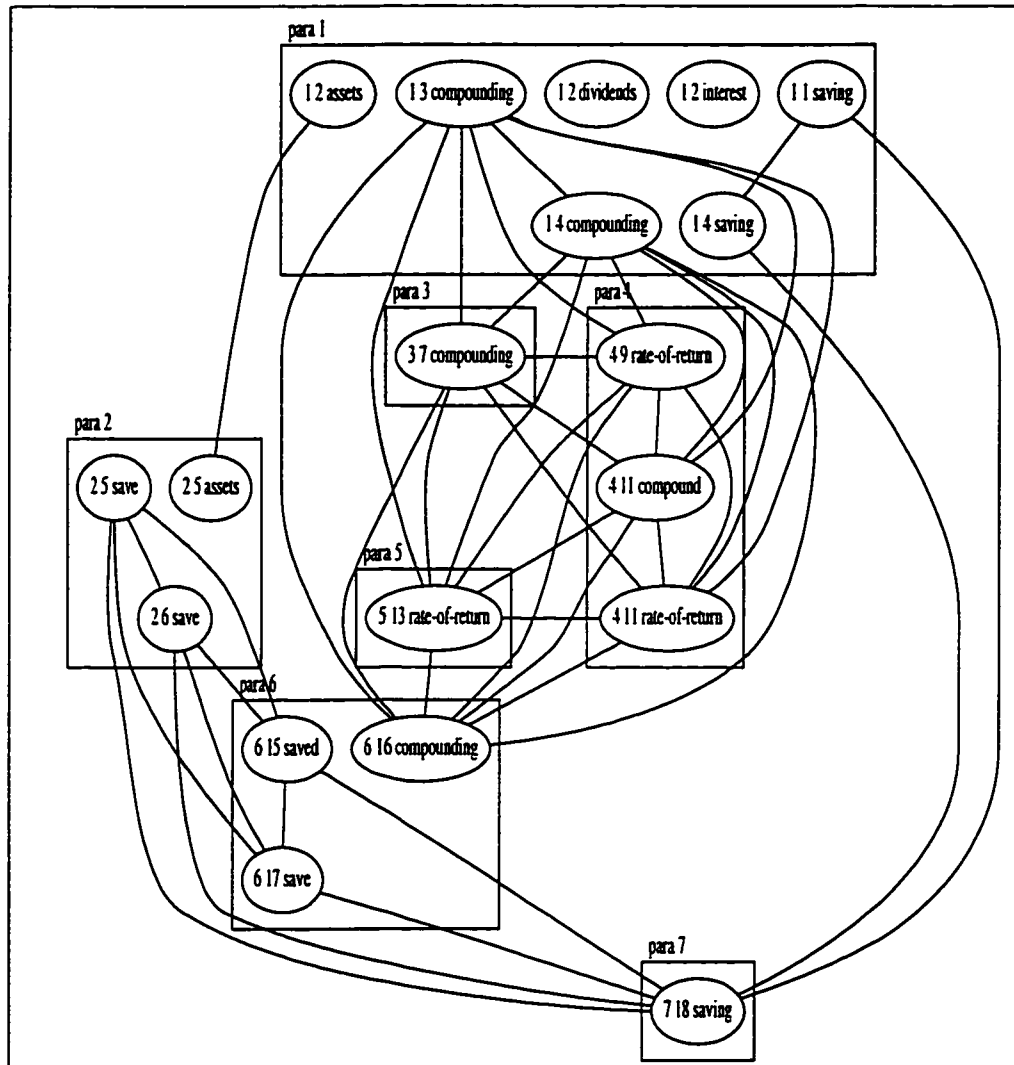 para 1
1 2 assets
1 3 compounding
1 2 dividends
1 2 interest
1 1 saving
1 4 compounding
1 4 saving
para 3
para 4
3 7 compounding
4 9 rate-of-return
para 2
2 5 save
2 5 assets
4 11 compound
para 5
2 6 save
5 13 rate-of-return
4 11 rate-of-return
para 6
6 15 saved
6 16 compounding
6 17 save
para 7
7 18 saving